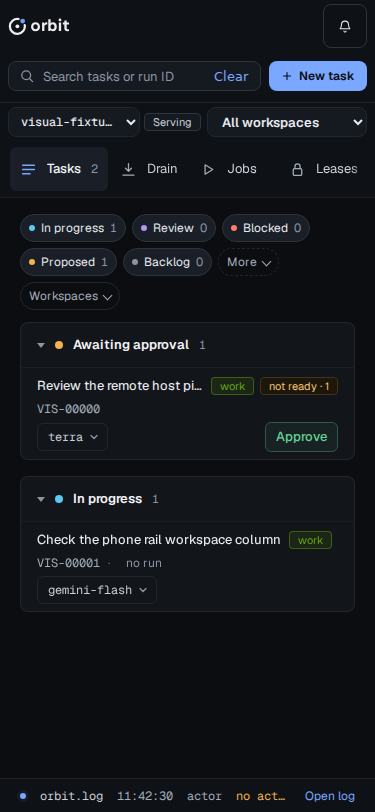 orbit
Search tasks or run ID Clear + New task
visual-fixtu… Serving All workspaces
Tasks 2 Drain Jobs Leases
In progress 1 Review 0 Blocked 0
Proposed 1 Backlog 0 More
Workspaces
Awaiting approval 1
Review the remote host pi… work not ready · 1
VIS-00000
terra Approve
In progress 1
Check the phone rail workspace column work
VIS-00001 · no run
gemini-flash
orbit.log 11:42:30 actor no act… Open log